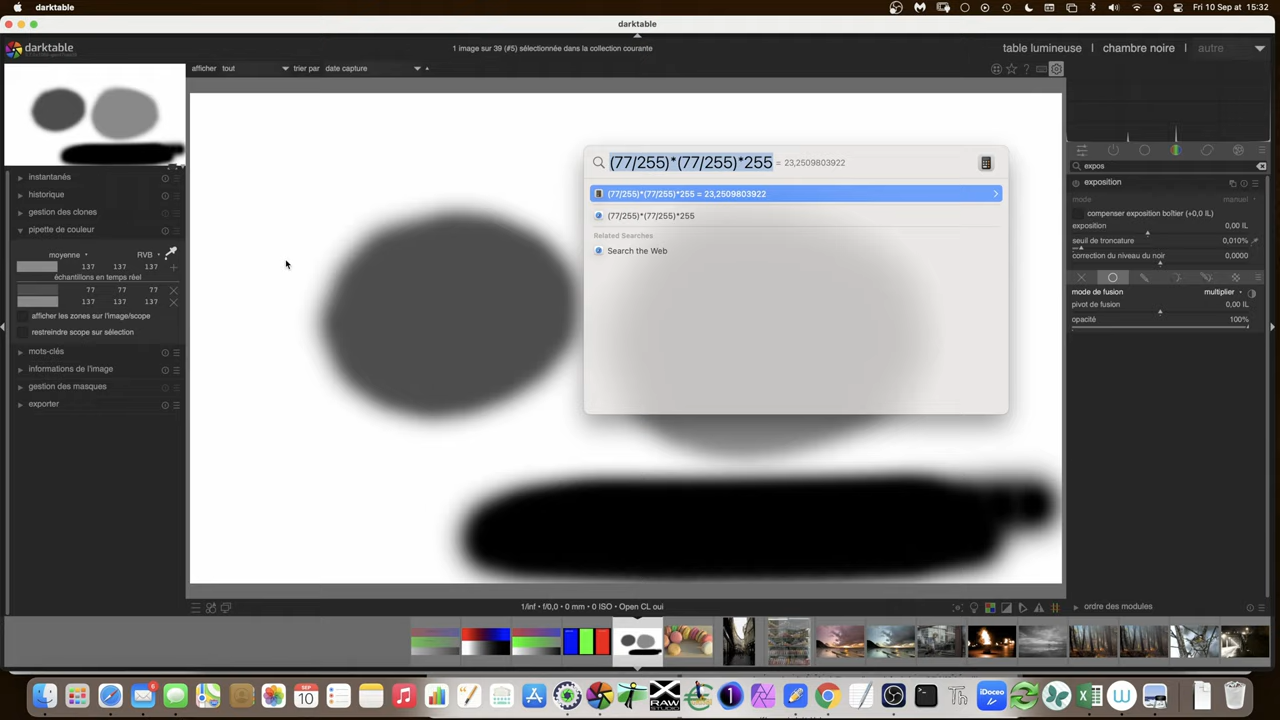 darktable
Fri 10 Sep at 15:32
darktable
darktable
1 image sur 39 (#5) sélectionnée dans la collection courante
table lumineuse
chambre noire
autre
afficher tout
trier par date capture
(77/255)*(77/255)*255 = 23,2509803922
(77/255)*(77/255)*255 = 23,2509803922
(77/255)*(77/255)*255
Related Searches:
Search the Web
instantanés
historique
gestion des clones
pipette de couleur
moyenne RVB
137 137 137
échantillons en temps réel
77 77 77
137 137 137
afficher les zones sur l'image/scope
restreindre scope sur sélection
mots-clés
informations de l'image
gestion des masques
exporter
expos
exposition
mode manuel
compenser exposition boîtier (+0,0 IL)
exposition 0,00 IL
seuil de troncature 0,010%
correction du niveau du noir 0,0000
mode de fusion multiplier
pivot de fusion 0,00 IL
opacité 100%
1/inf • f/0,0 • 0 mm • 0 ISO • Open CL oui
ordre des modules
SEP
10
RAW
iDoceo